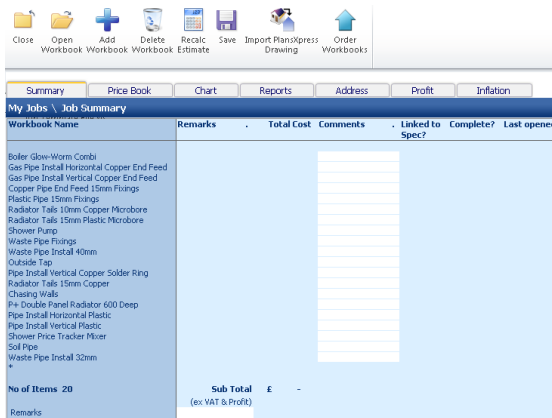 Close Open Workbook Add Workbook Delete Workbook Recalc Estimate Save Import PlansXpress Drawing Order Workbooks
Summary Price Book Chart Reports Address Profit Inflation
My Jobs \ Job Summary
Workbook Name Remarks . Total Cost Comments . Linked to Spec? Complete? Last opened
Boiler Glow-Worm Combi
Gas Pipe Install Horizontal Copper End Feed
Gas Pipe Install Vertical Copper End Feed
Copper Pipe End Feed 15mm Fixings
Plastic Pipe 15mm Fixings
Radiator Tails 10mm Copper Microbore
Radiator Tails 15mm Plastic Microbore
Shower Pump
Waste Pipe Fixings
Waste Pipe Install 40mm
Outside Tap
Pipe Install Vertical Copper Solder Ring
Radiator Tails 15mm Copper
Chasing Walls
P+ Double Panel Radiator 600 Deep
Pipe Install Horizontal Plastic
Pipe Install Vertical Plastic
Shower Price Tracker Mixer
Soil Pipe
Waste Pipe Install 32mm
*
No of Items 20 Sub Total £ -
(ex VAT & Profit)
Remarks